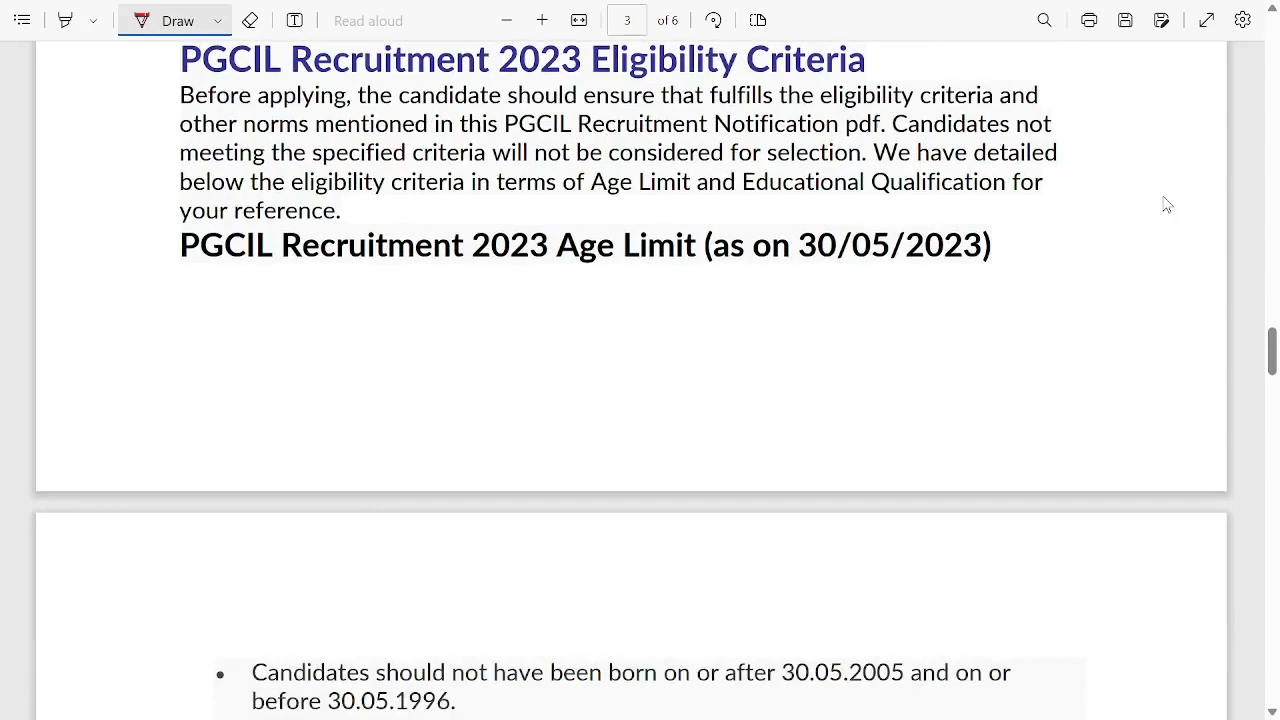 Draw
Read aloud
3
of 6
PGCIL Recruitment 2023 Eligibility Criteria
Before applying, the candidate should ensure that fulfills the eligibility criteria and
other norms mentioned in this PGCIL Recruitment Notification pdf. Candidates not
meeting the specified criteria will not be considered for selection. We have detailed
below the eligibility criteria in terms of Age Limit and Educational Qualification for
your reference.
PGCIL Recruitment 2023 Age Limit (as on 30/05/2023)
• Candidates should not have been born on or after 30.05.2005 and on or
before 30.05.1996.